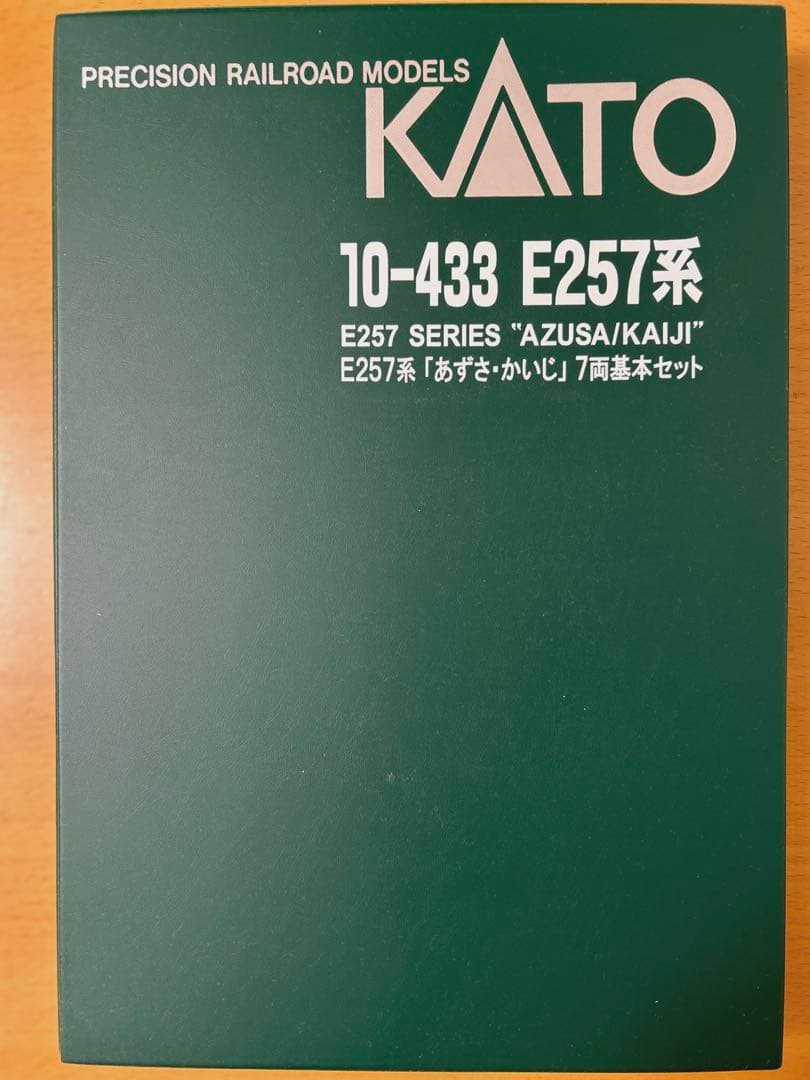 PRECISION RAILROAD MODELS
KATO
10-433 E257系
E257 SERIES "AZUSA/KAIJI"
E257系「あずさ・かいじ」7両基本セット